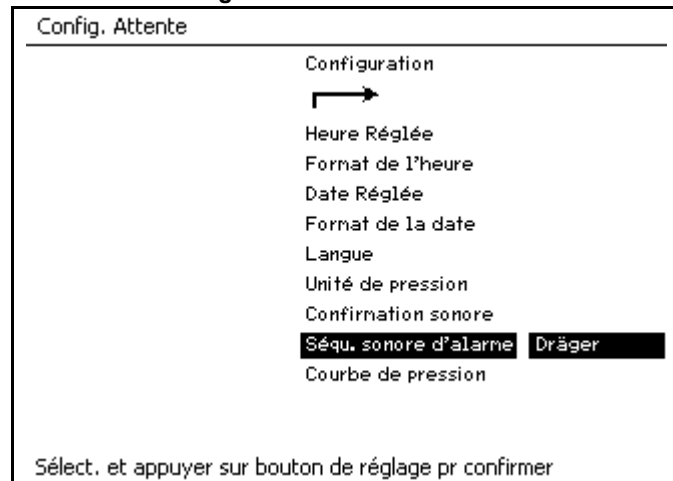 Config. Attente
Configuration
Heure Réglée
Format de l'heure
Date Réglée
Format de la date
Langue
Unité de pression
Confirmation sonore
Séqu. sonore d'alarme Dräger
Courbe de pression
Sélect. et appuyer sur bouton de réglage pr confirmer